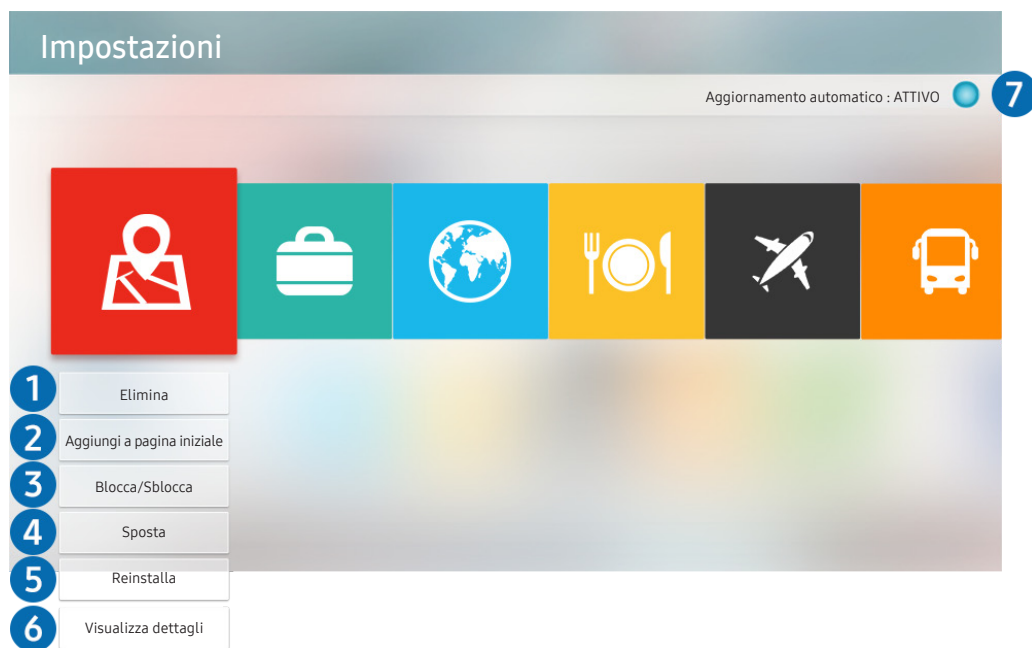 Impostazioni
Aggiornamento automatico : ATTIVO
7
1 Elimina
2 Aggiungi a pagina iniziale
3 Blocca/Sblocca
4 Sposta
5 Reinstalla
6 Visualizza dettagli